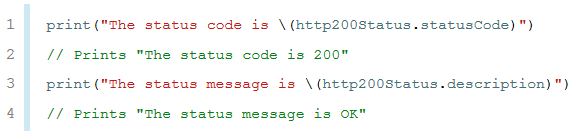 1 print("The status code is \(http200Status.statusCode)")
2 // Prints "The status code is 200"
3 print("The status message is \(http200Status.description)")
4 // Prints "The status message is OK"